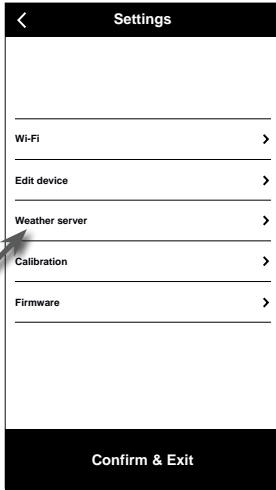 Settings
Wi-Fi
Edit device
Weather server
Calibration
Firmware
Confirm & Exit